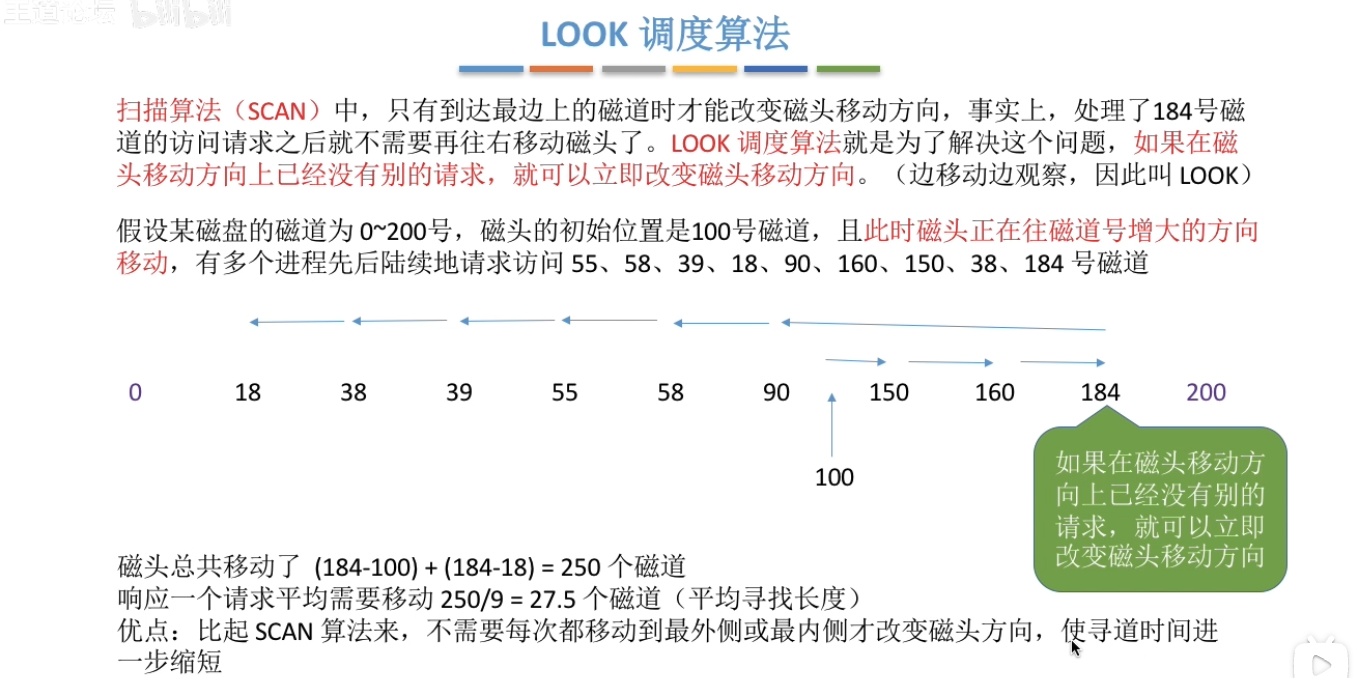 王道论坛 bilibili
LOOK 调度算法
扫描算法（SCAN）中，只有到达最边上的磁道时才能改变磁头移动方向，事实上，处理了184号磁
道的访问请求之后就不需要再往右移动磁头了。LOOK 调度算法就是为了解决这个问题，如果在磁
头移动方向上已经没有别的请求，就可以立即改变磁头移动方向。（边移动边观察，因此叫 LOOK）
假设某磁盘的磁道为 0~200号，磁头的初始位置是100号磁道，且此时磁头正在往磁道号增大的方向
移动，有多个进程先后陆续地请求访问 55、58、39、18、90、160、150、38、184 号磁道
0 18 38 39 55 58 90 150 160 184 200
100
如果在磁头移动方
向上已经没有别的
请求，就可以立即
改变磁头移动方向
磁头总共移动了 (184-100) + (184-18) = 250 个磁道
响应一个请求平均需要移动 250/9 = 27.5 个磁道（平均寻找长度）
优点：比起 SCAN 算法来，不需要每次都移动到最外侧或最内侧才改变磁头方向，使寻道时间进
一步缩短